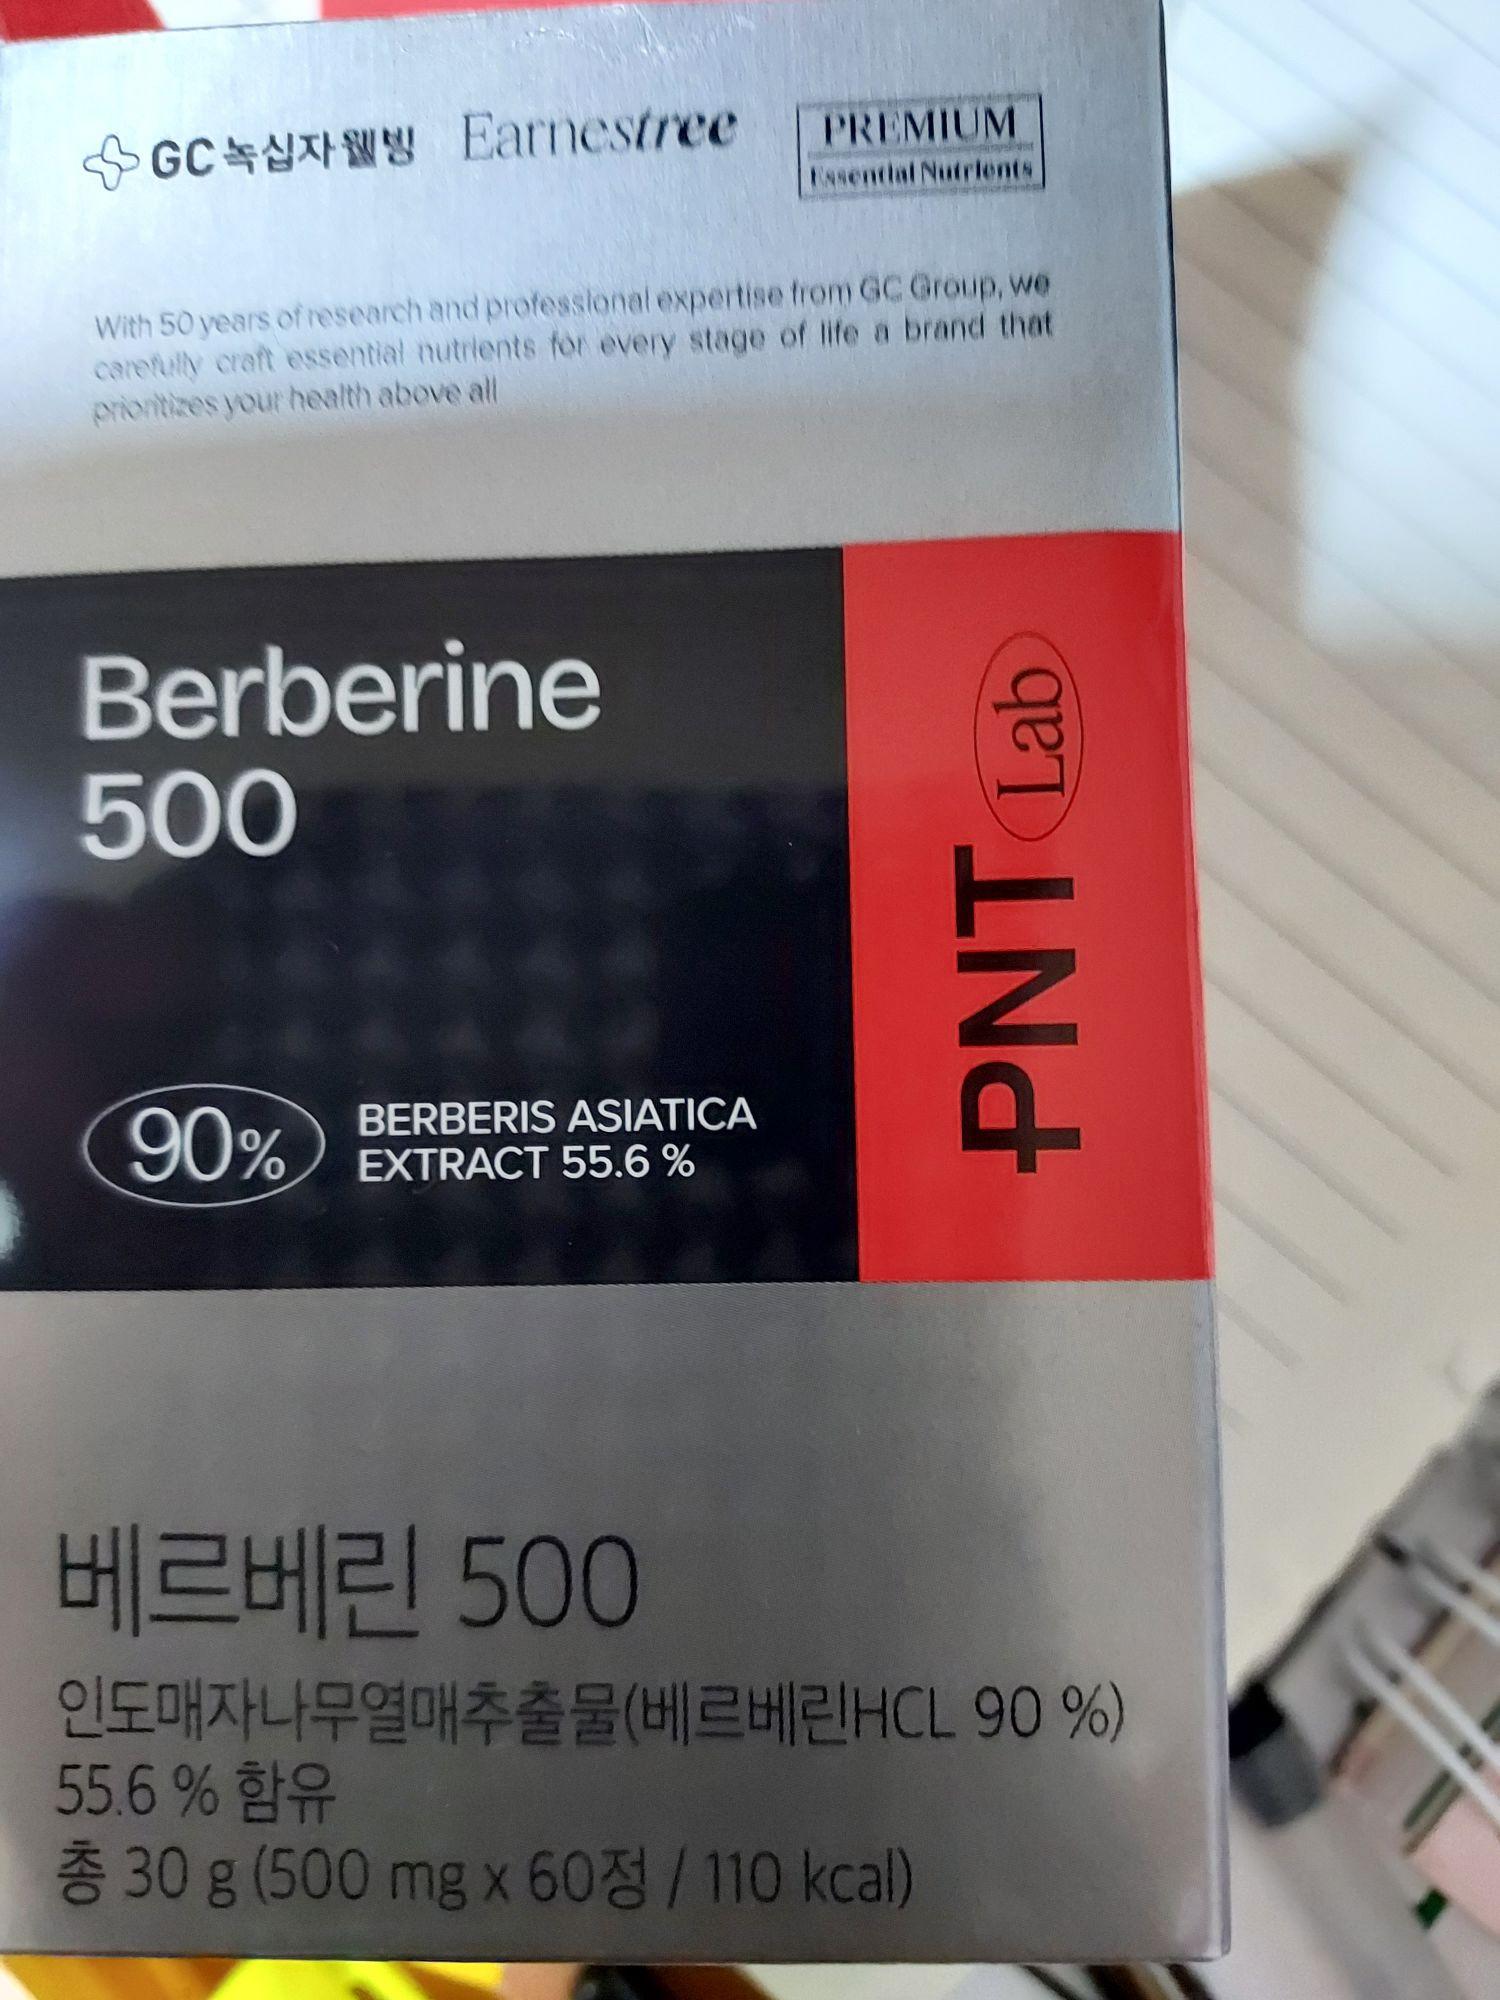 GC녹십자웰빙 Earnestree PREMIUM
Essential Nutrients
With 50 years of research and professional expertise from GC Group, we
carefully craft essential nutrients for every stage of life a brand that
prioritizes your health above all
Berberine
500
PNT Lab
90% BERBERIS ASIATICA
EXTRACT 55.6 %
베르베린 500
인도매자나무열매추출물(베르베린HCL 90 %)
55.6 % 함유
총 30 g (500 mg x 60정 / 110 kcal)